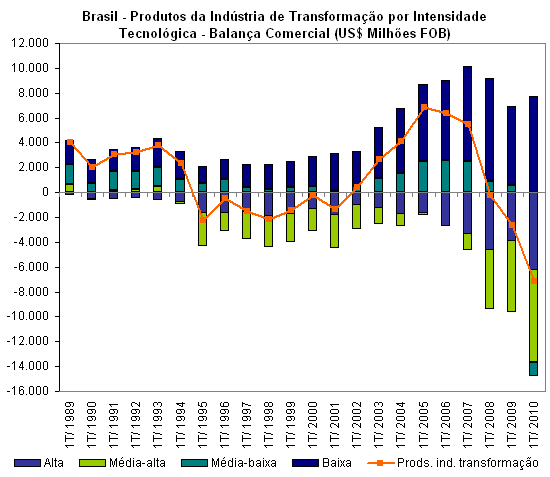 Brasil - Produtos da Indústria de Transformação por Intensidade
Tecnológica - Balança Comercial (US$ Milhões FOB)
12.000
10.000
8.000
6.000
4.000
2.000
0
-2.000
-4.000
-6.000
-8.000
-10.000
-12.000
-14.000
-16.000
1T/1989
1T/1990
1T/1991
1T/1992
1T/1993
1T/1994
1T/1995
1T/1996
1T/1997
1T/1998
1T/1999
1T/2000
1T/2001
1T/2002
1T/2003
1T/2004
1T/2005
1T/2006
1T/2007
1T/2008
1T/2009
1T/2010
Alta Média-alta Média-baixa Baixa Prods. ind. transformação